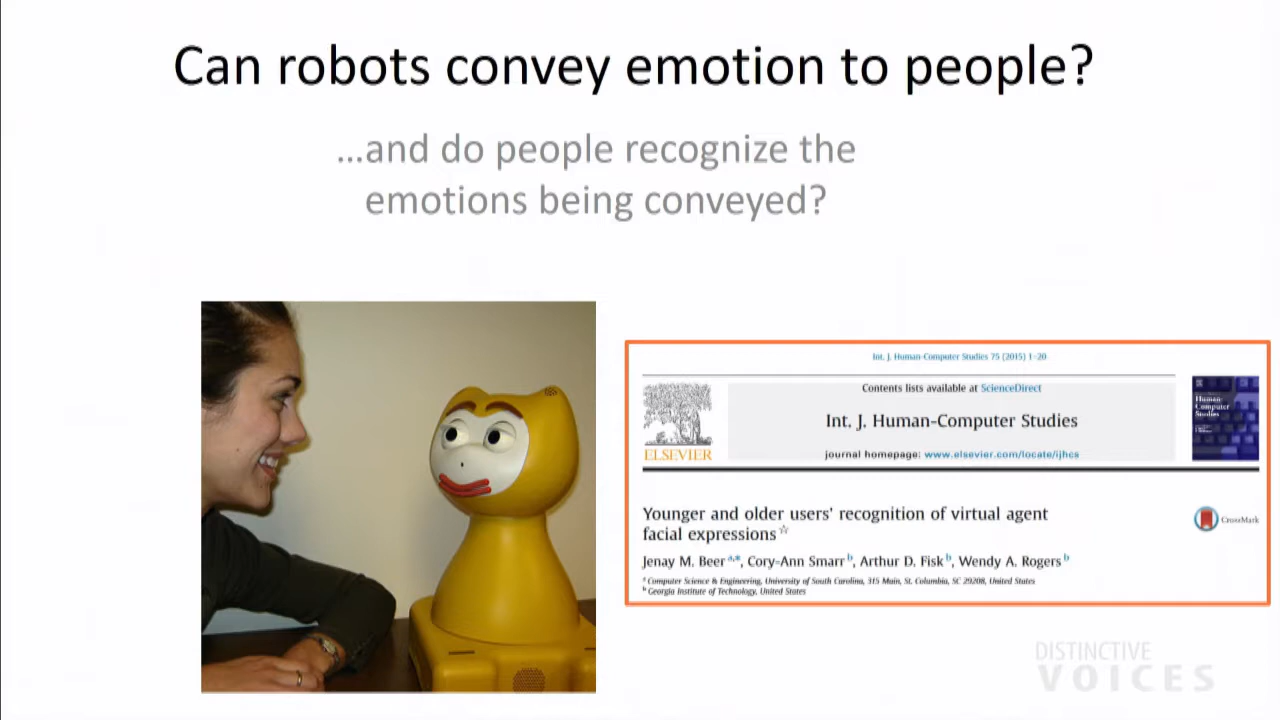 Can robots convey emotion to people?
...and do people recognize the
emotions being conveyed?
Int. J. Human-Computer Studies 75 (2015) 1–20
Contents lists available at ScienceDirect
Int. J. Human-Computer Studies
journal homepage: www.elsevier.com/locate/ijhcs
ELSEVIER
Human-
Computer
Studies
Younger and older users' recognition of virtual agent
facial expressions☆
CrossMark
Jenay M. Beer a,*, Cory-Ann Smarr b, Arthur D. Fisk b, Wendy A. Rogers b
a Computer Science & Engineering, University of South Carolina, 315 Main, St. Columbia, SC 29208, United States
b Georgia Institute of Technology, United States
DISTINCTIVE
VOICES